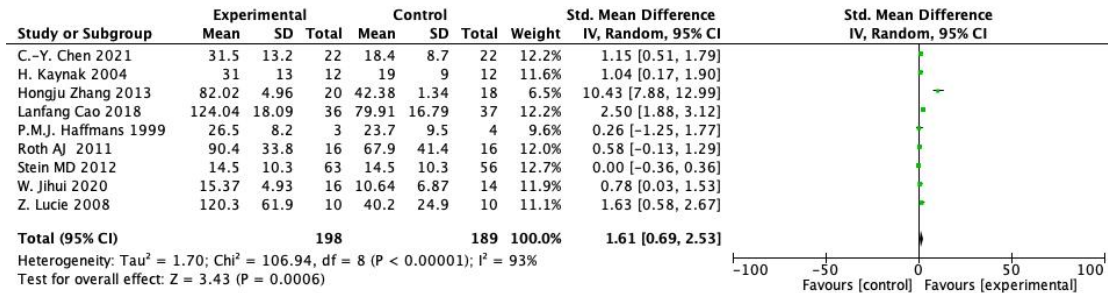 Experimental Control Std. Mean Difference Std. Mean Difference
Study or Subgroup Mean SD Total Mean SD Total Weight IV, Random, 95% CI IV, Random, 95% CI
C.-Y. Chen 2021 31.5 13.2 22 18.4 8.7 22 12.2% 1.15 [0.51, 1.79]
H. Kaynak 2004 31 13 12 19 9 12 11.6% 1.04 [0.17, 1.90]
Hongju Zhang 2013 82.02 4.96 20 42.38 1.34 18 6.5% 10.43 [7.88, 12.99]
Lanfang Cao 2018 124.04 18.09 36 79.91 16.79 37 12.2% 2.50 [1.88, 3.12]
P.M.J. Haffmans 1999 26.5 8.2 3 23.7 9.5 4 9.6% 0.26 [-1.25, 1.77]
Roth AJ 2011 90.4 33.8 16 67.9 41.4 16 12.0% 0.58 [-0.13, 1.29]
Stein MD 2012 14.5 10.3 63 14.5 10.3 56 12.7% 0.00 [-0.36, 0.36]
W. Jihui 2020 15.37 4.93 16 10.64 6.87 14 11.9% 0.78 [0.03, 1.53]
Z. Lucie 2008 120.3 61.9 10 40.2 24.9 10 11.1% 1.63 [0.58, 2.67]
Total (95% CI) 198 189 100.0% 1.61 [0.69, 2.53]
Heterogeneity: Tau² = 1.70; Chi² = 106.94, df = 8 (P < 0.00001); I² = 93%
Test for overall effect: Z = 3.43 (P = 0.0006)
-100 -50 0 50 100
Favours [control] Favours [experimental]